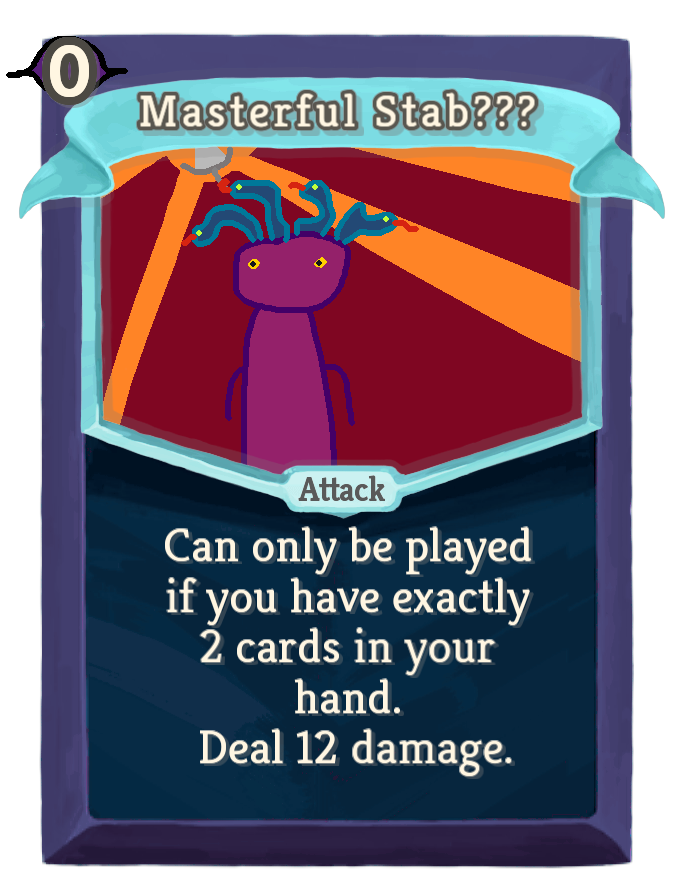 0
Masterful Stab???
Attack
Can only be played
if you have exactly
2 cards in your
hand.
Deal 12 damage.